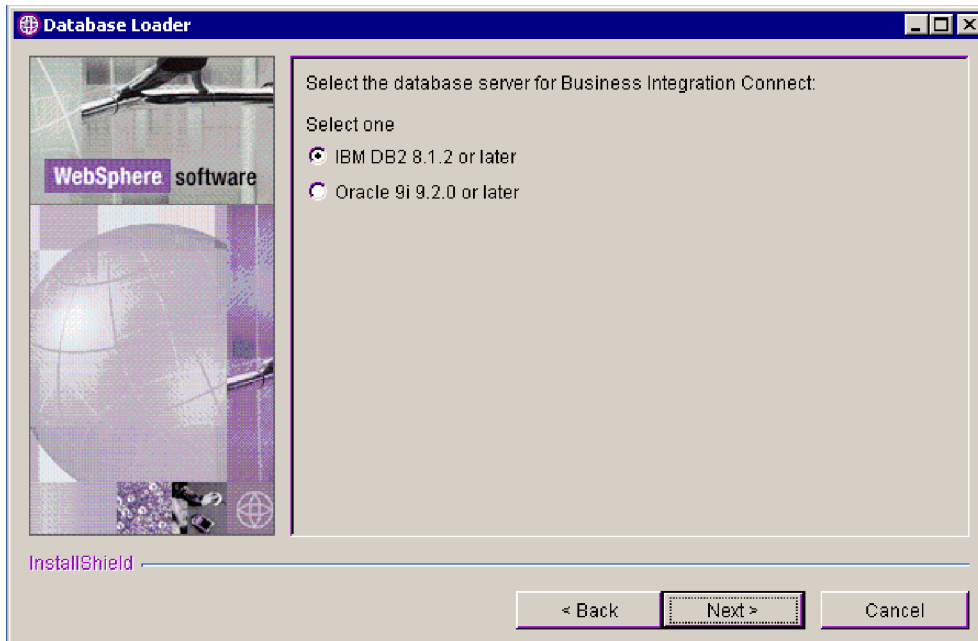 Database Loader
WebSphere software
Select the database server for Business Integration Connect:
Select one
IBM DB2 8.1.2 or later
Oracle 9i 9.2.0 or later
InstallShield
< Back
Next >
Cancel